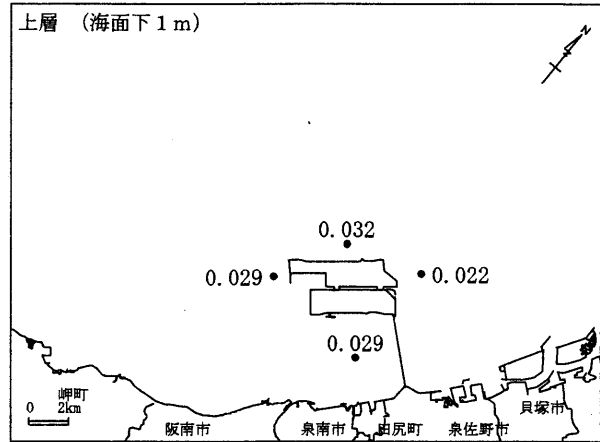 上層 (海面下1m)
N
0.032
0.029
0.022
0.029
岬町
0 2km
阪南市
泉南市
田尻町
泉佐野市
貝塚市